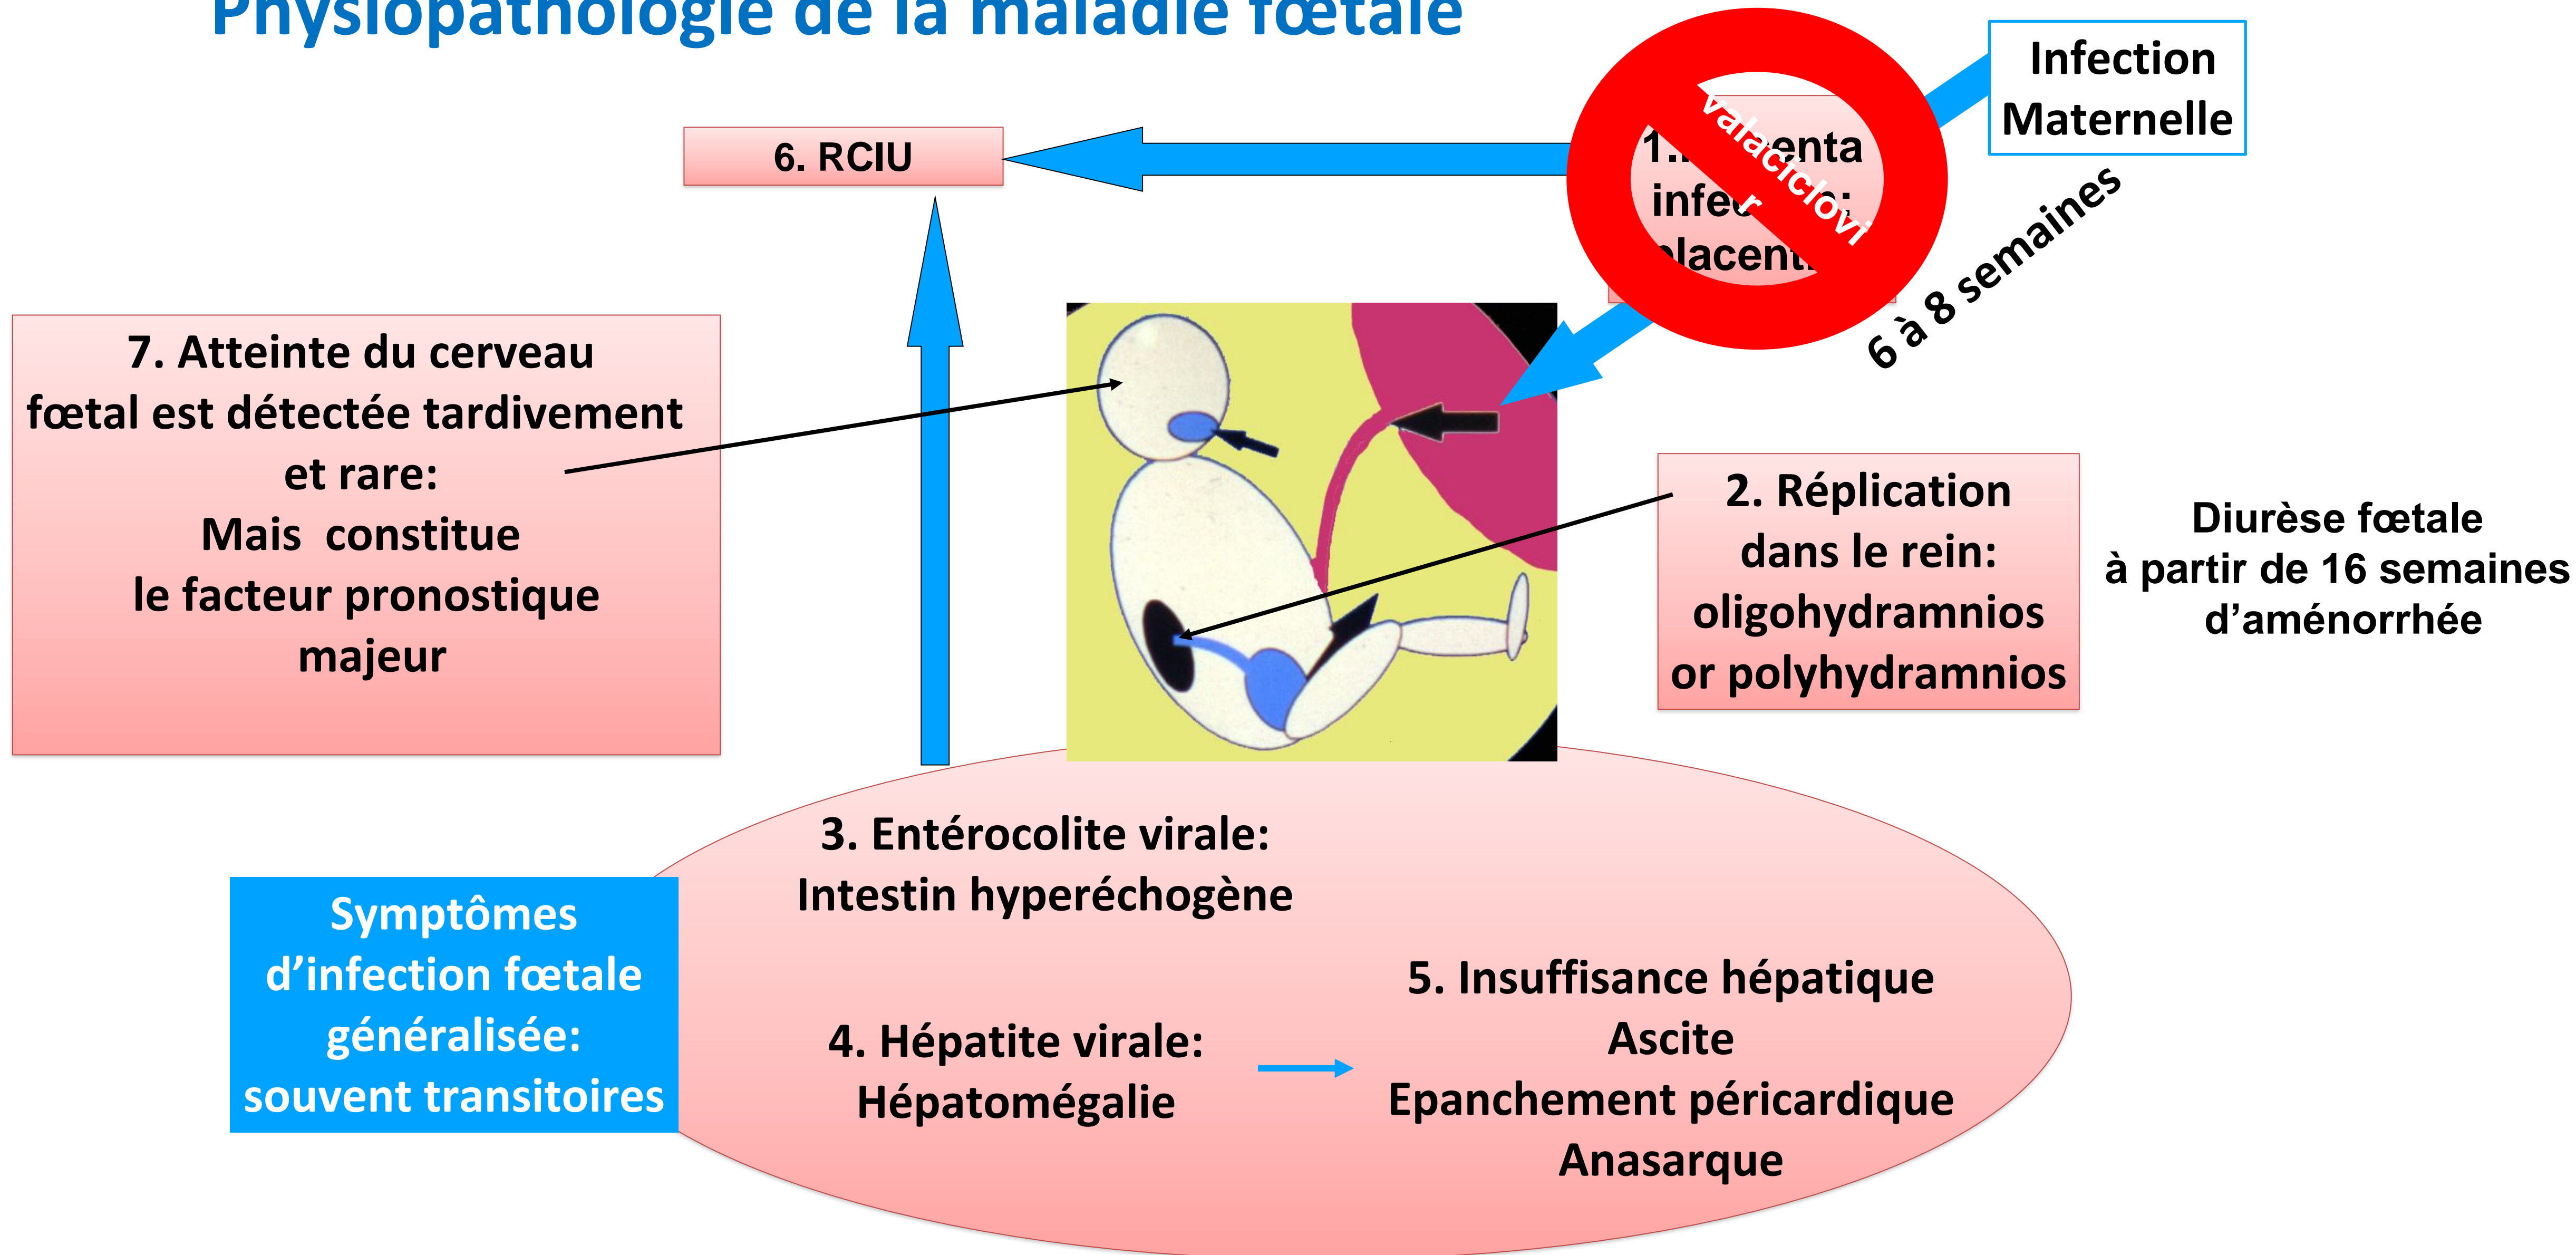 Physiopathologie de la maladie fœtale
Infection
Maternelle
6 à 8 semaines
valaciclovi
r
6. RCIU
7. Atteinte du cerveau
fœtal est détectée tardivement
et rare:
Mais constitue
le facteur pronostique
majeur
2. Réplication
dans le rein:
oligohydramnios
or polyhydramnios
Diurèse fœtale
à partir de 16 semaines
d’aménorrhée
3. Entérocolite virale:
Intestin hyperéchogène
4. Hépatite virale:
Hépatomégalie
5. Insuffisance hépatique
Ascite
Epanchement péricardique
Anasarque
Symptômes
d’infection fœtale
généralisée:
souvent transitoires